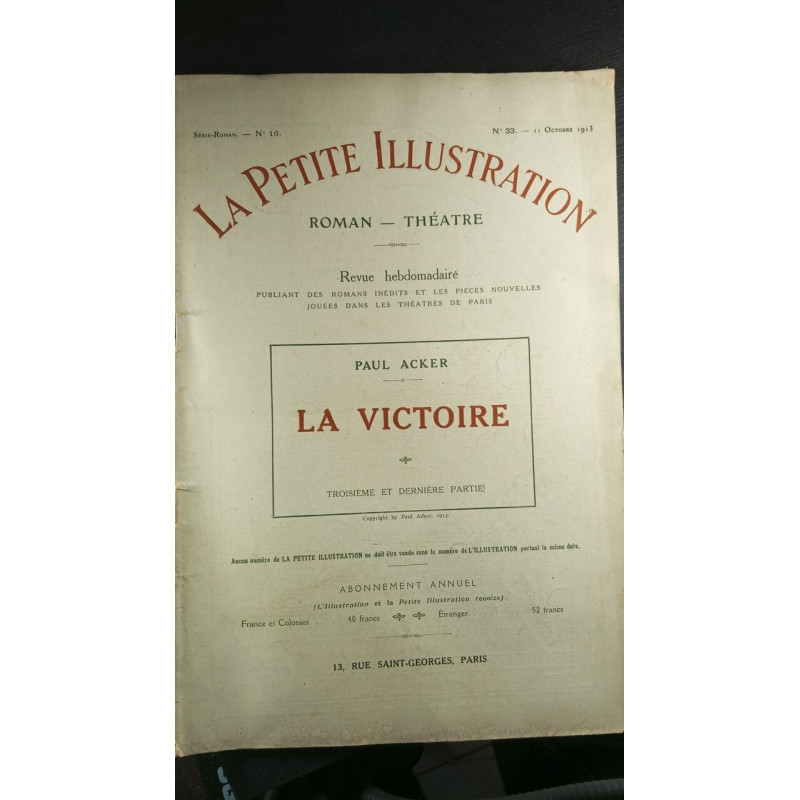 Série-Roman. — N° 16.
N° 33. — 11 Octobre 1913
LA PETITE ILLUSTRATION
ROMAN — THÉATRE
Revue hebdomadaire
PUBLIANT DES ROMANS INÉDITS ET LES PIECES NOUVELLES
JOUÉES DANS LES THÉATRES DE PARIS
PAUL ACKER
LA VICTOIRE
TROISIÈME ET DERNIÈRE PARTIE
Copyright by Paul Acker, 1913.
Aucun numéro de LA PETITE ILLUSTRATION ne doit être vendu sans le numéro de L'ILLUSTRATION portant la même date.
ABONNEMENT ANNUEL
(L'Illustration et la Petite Illustration réunies)
France et Colonies 40 francs Étranger 52 francs
13, RUE SAINT-GEORGES, PARIS